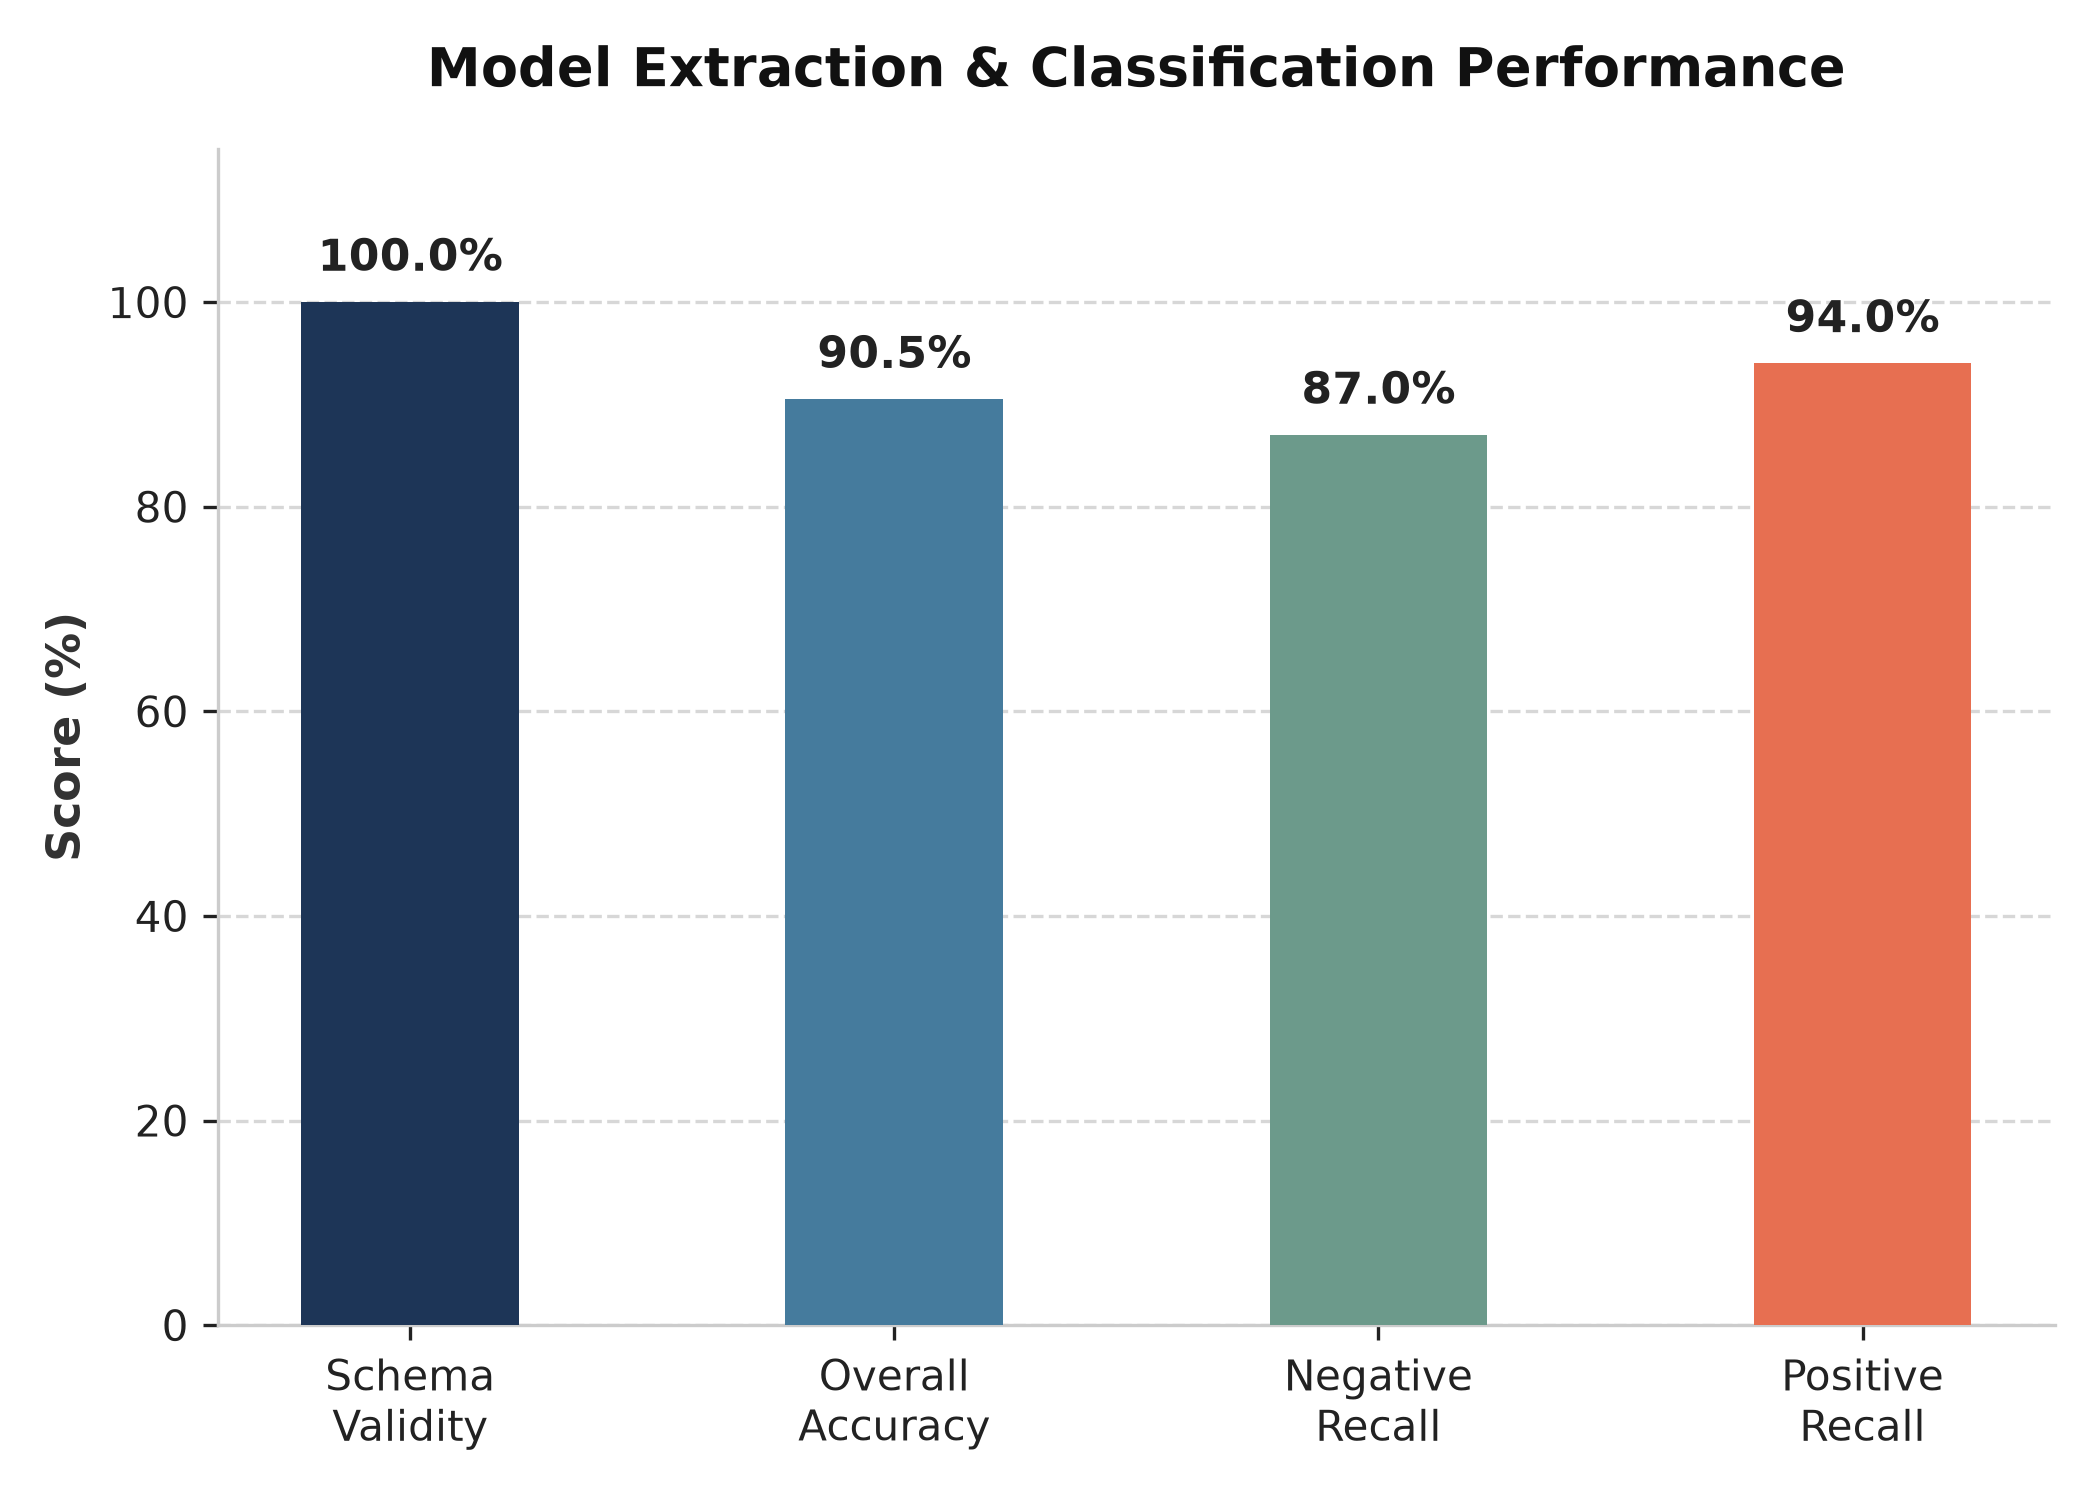 Model Extraction & Classification Performance
Score (%)
100
80
60
40
20
0
100.0%
90.5%
87.0%
94.0%
Schema
Validity
Overall
Accuracy
Negative
Recall
Positive
Recall